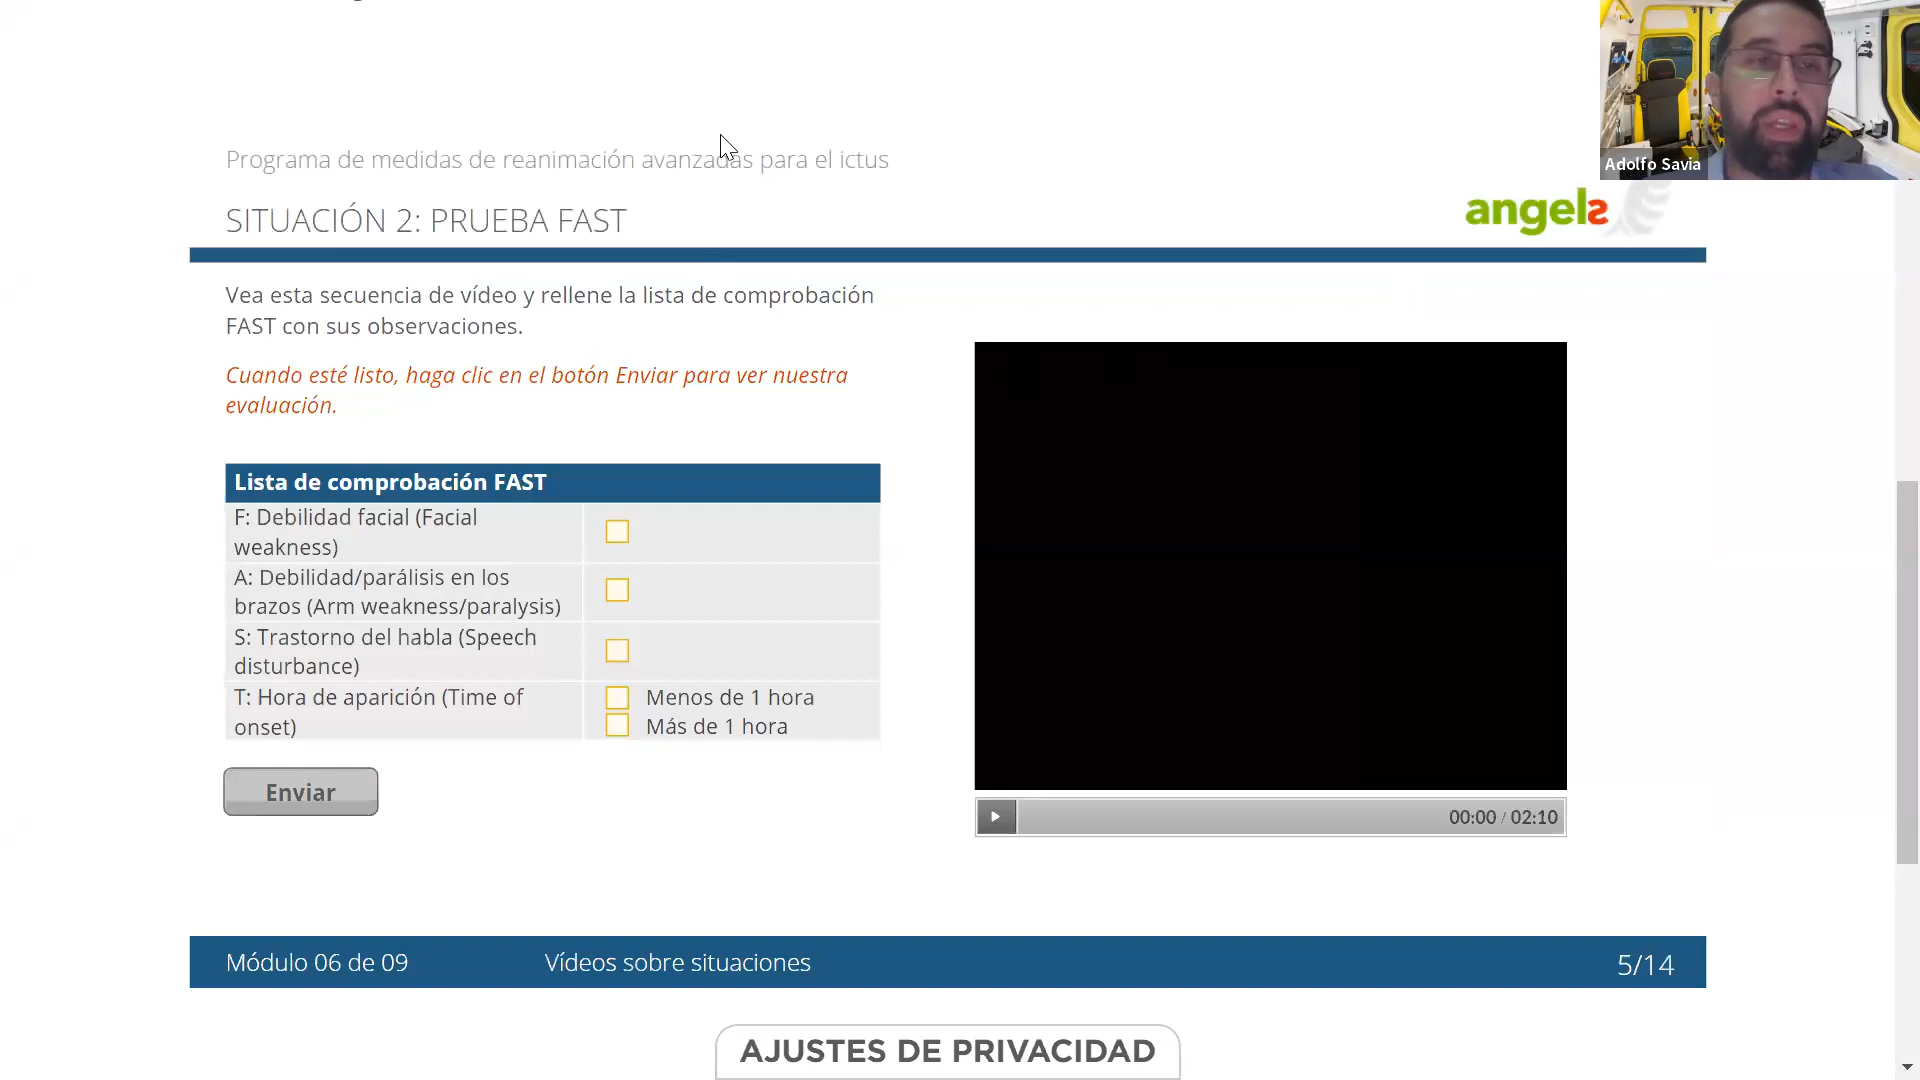 Adolfo Savia
Programa de medidas de reanimación avanzadas para el ictus
SITUACIÓN 2: PRUEBA FAST
angels
Vea esta secuencia de vídeo y rellene la lista de comprobación
FAST con sus observaciones.
Cuando esté listo, haga clic en el botón Enviar para ver nuestra
evaluación.
Lista de comprobación FAST
F: Debilidad facial (Facial
weakness)
A: Debilidad/parálisis en los
brazos (Arm weakness/paralysis)
S: Trastorno del habla (Speech
disturbance)
T: Hora de aparición (Time of
onset)
Menos de 1 hora
Más de 1 hora
Enviar
00:00 / 02:10
Módulo 06 de 09
Vídeos sobre situaciones
5/14
AJUSTES DE PRIVACIDAD